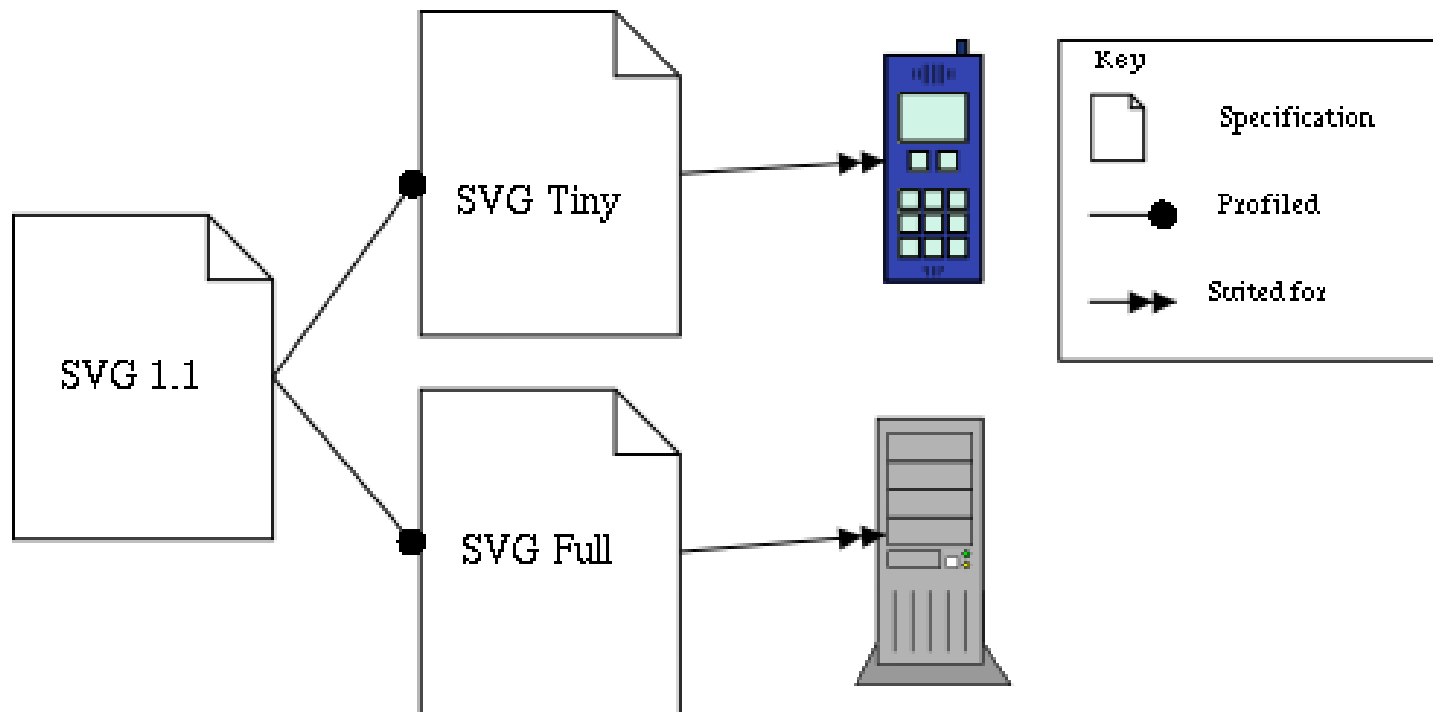 SVG Tiny
SVG 1.1
SVG Full
Key
Specification
Profiled
Suited for